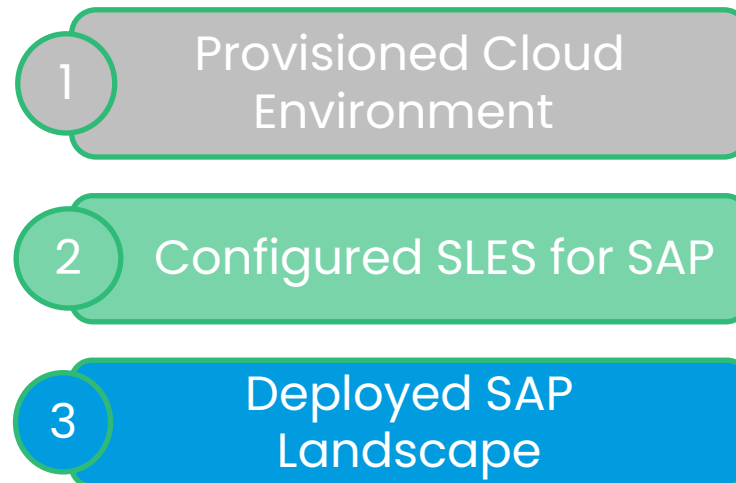 1
Provisioned Cloud
Environment
2
Configured SLES for SAP
3
Deployed SAP
Landscape